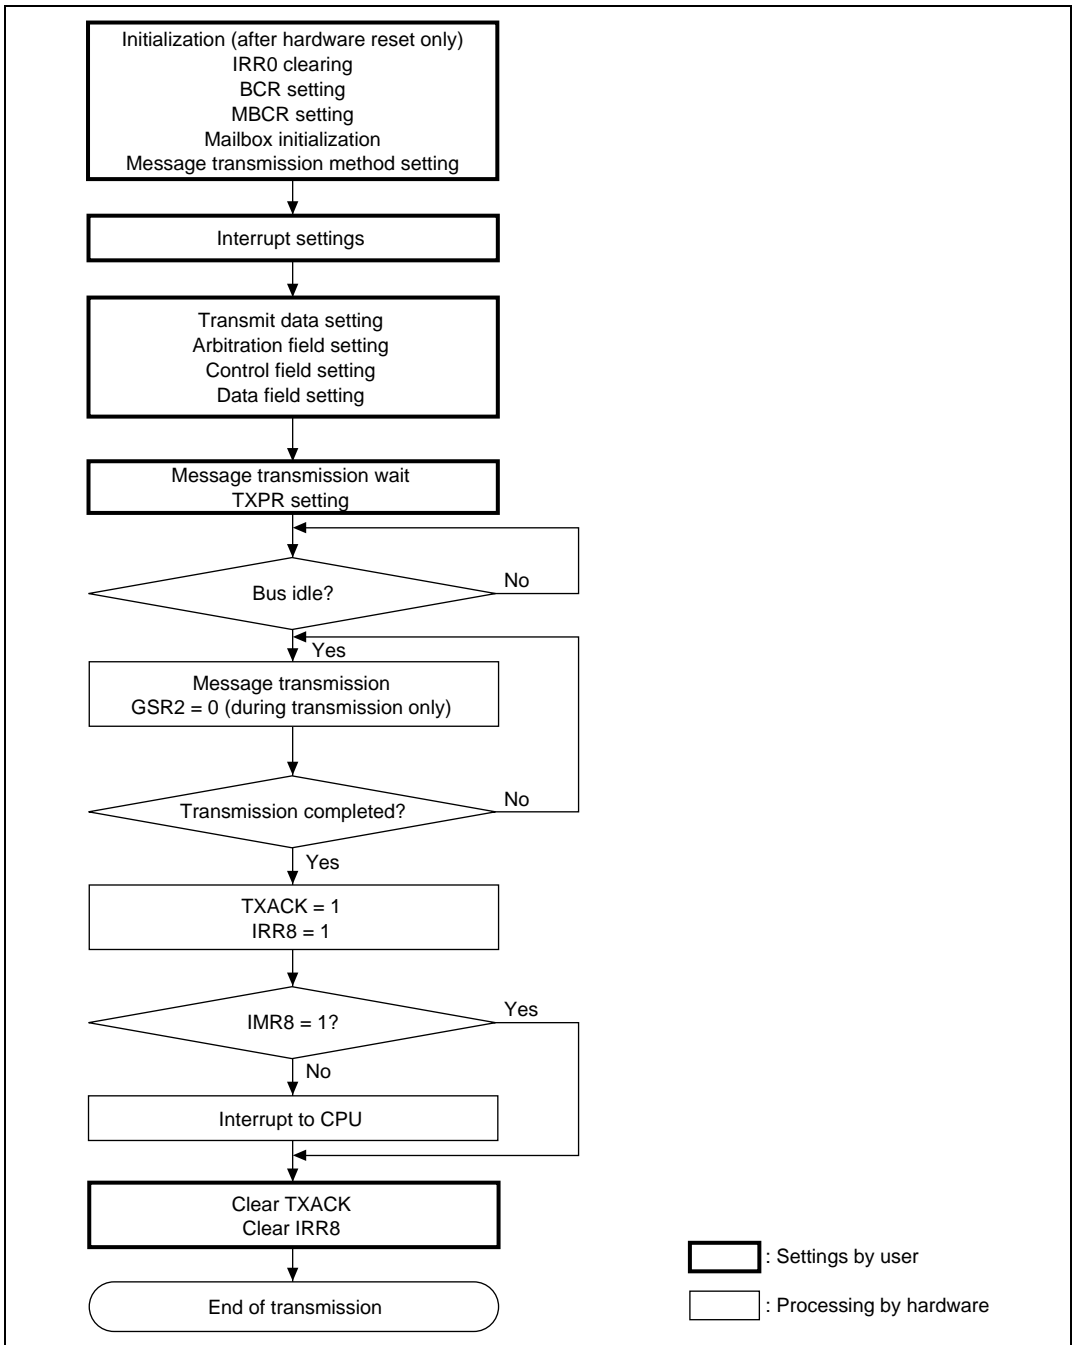 Initialization (after hardware reset only)
IRR0 clearing
BCR setting
MBCR setting
Mailbox initialization
Message transmission method setting
Interrupt settings
Transmit data setting
Arbitration field setting
Control field setting
Data field setting
Message transmission wait
TXPR setting
Bus idle?
No
Yes
Message transmission
GSR2 = 0 (during transmission only)
Transmission completed?
No
Yes
TXACK = 1
IRR8 = 1
IMR8 = 1?
Yes
No
Interrupt to CPU
Clear TXACK
Clear IRR8
End of transmission
: Settings by user
: Processing by hardware